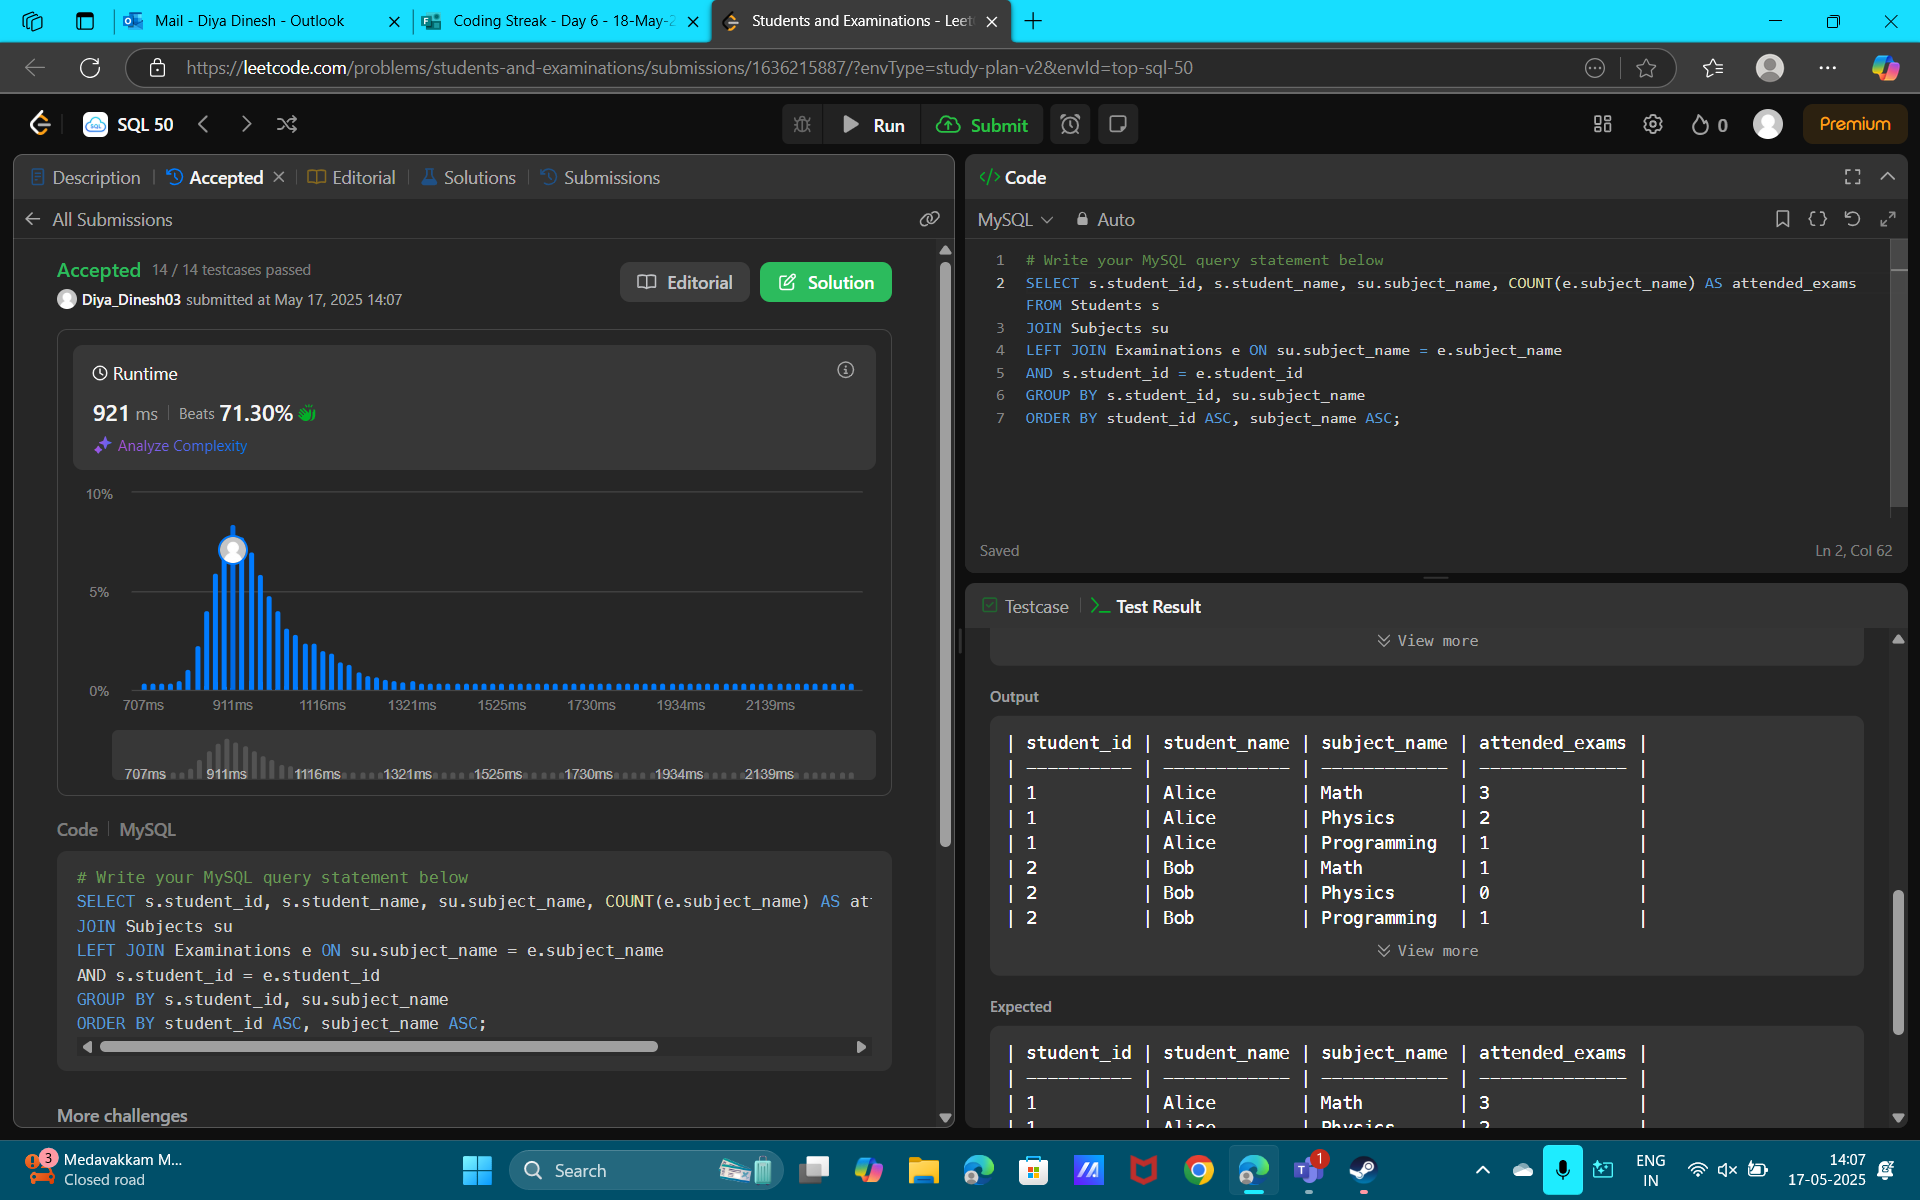 Mail - Diya Dinesh - Outlook
Coding Streak - Day 6 - 18-May-2
Students and Examinations - Leet
https://leetcode.com/problems/students-and-examinations/submissions/1636215887/?envType=study-plan-v2&envId=top-sql-50
SQL 50
Run
Submit
0
Premium
Description
Accepted
Editorial
Solutions
Submissions
All Submissions
Accepted 14 / 14 testcases passed
Diya_Dinesh03 submitted at May 17, 2025 14:07
Editorial
Solution
Runtime
921 ms | Beats 71.30%
Analyze Complexity
10%
5%
0%
707ms 911ms 1116ms 1321ms 1525ms 1730ms 1934ms 2139ms
707ms 911ms 1116ms 1321ms 1525ms 1730ms 1934ms 2139ms
Code | MySQL
# Write your MySQL query statement below
SELECT s.student_id, s.student_name, su.subject_name, COUNT(e.subject_name) AS at
JOIN Subjects su
LEFT JOIN Examinations e ON su.subject_name = e.subject_name
AND s.student_id = e.student_id
GROUP BY s.student_id, su.subject_name
ORDER BY student_id ASC, subject_name ASC;
More challenges
</> Code
MySQL
Auto
1 # Write your MySQL query statement below
2 SELECT s.student_id, s.student_name, su.subject_name, COUNT(e.subject_name) AS attended_exams
FROM Students s
3 JOIN Subjects su
4 LEFT JOIN Examinations e ON su.subject_name = e.subject_name
5 AND s.student_id = e.student_id
6 GROUP BY s.student_id, su.subject_name
7 ORDER BY student_id ASC, subject_name ASC;
Saved
Ln 2, Col 62
Testcase
Test Result
View more
Output
| student_id | student_name | subject_name | attended_exams |
| ---------- | ------------ | ------------ | -------------- |
| 1 | Alice | Math | 3 |
| 1 | Alice | Physics | 2 |
| 1 | Alice | Programming | 1 |
| 2 | Bob | Math | 1 |
| 2 | Bob | Physics | 0 |
| 2 | Bob | Programming | 1 |
View more
Expected
| student_id | student_name | subject_name | attended_exams |
| ---------- | ------------ | ------------ | -------------- |
| 1 | Alice | Math | 3 |
| 1 | Alice | Physics | 2 |
3
Medavakkam M...
Closed road
Search
1
ENG
IN
14:07
17-05-2025